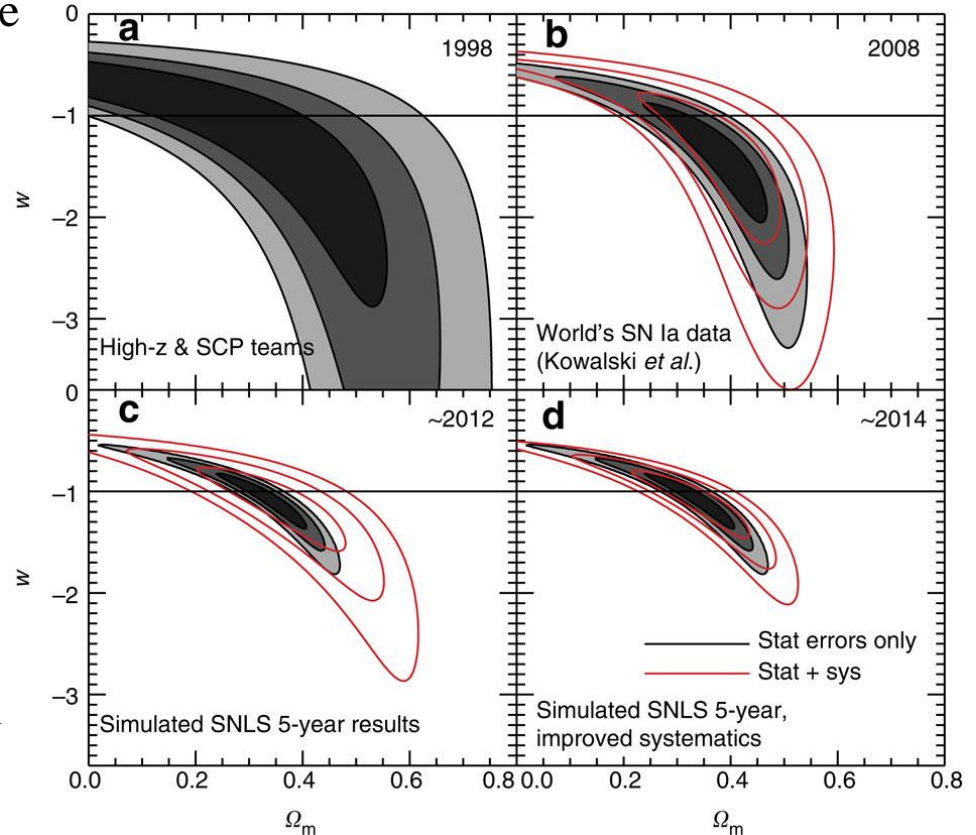 e
a
1998
High-z & SCP teams
b
2008
World's SN Ia data
(Kowalski et al.)
c
~2012
Simulated SNLS 5-year results
d
~2014
Stat errors only
Stat + sys
Simulated SNLS 5-year,
improved systematics
0
−1
−2
−3
0
−1
−2
−3
w
w
0.0 0.2 0.4 0.6 0.8 0.0 0.2 0.4 0.6 0.8
Ωm Ωm